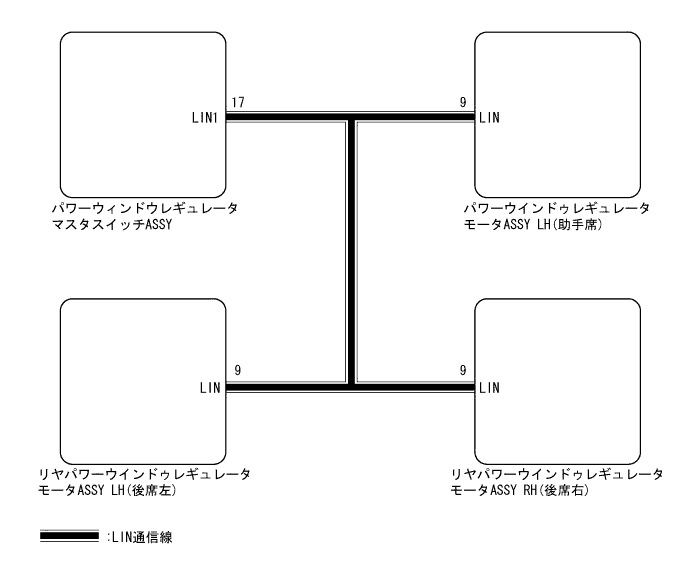 LIN1
17
9
LIN
パワーウィンドウレギュレータ
マスタスイッチASSY
パワーウインドゥレギュレータ
モータASSY LH(助手席)
LIN
9
9
LIN
リヤパワーウインドゥレギュレータ
モータASSY LH(後席左)
リヤパワーウインドゥレギュレータ
モータASSY RH(後席右)
:LIN通信線